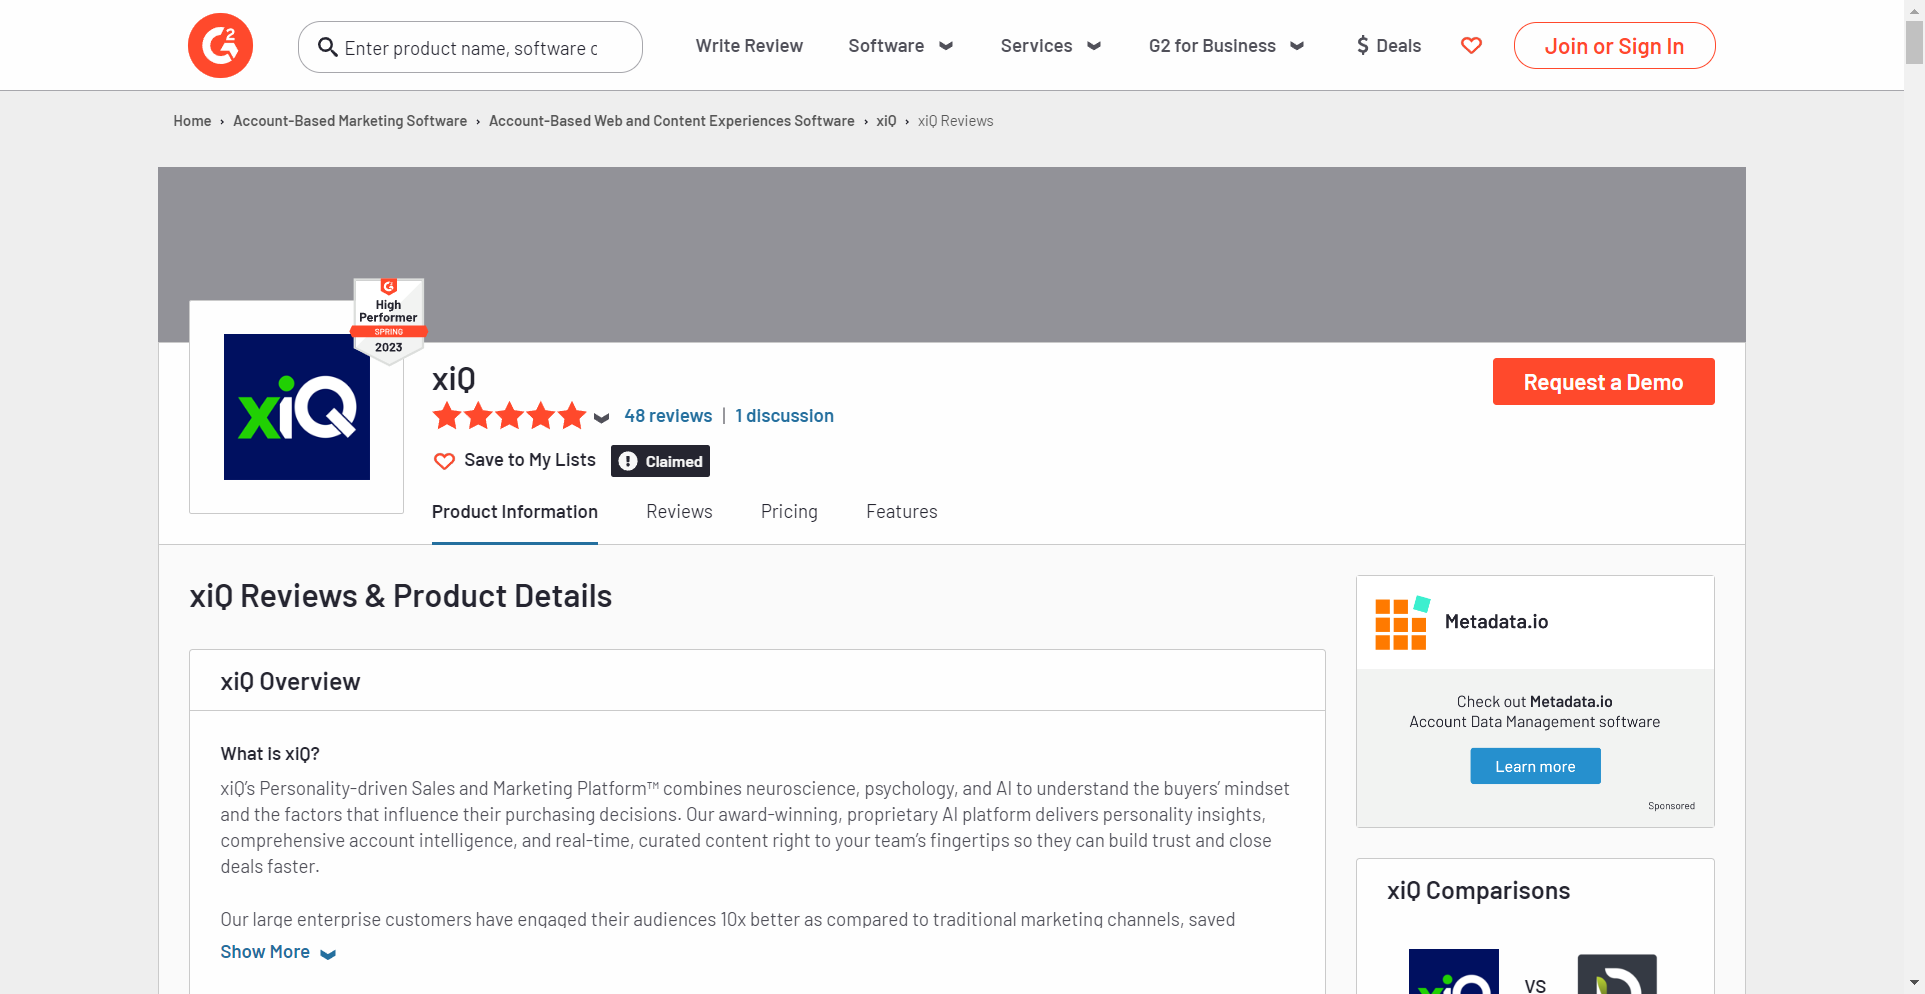 G2
Enter product name, software c
Write Review
Software
Services
G2 for Business
$ Deals
Join or Sign In
Home › Account-Based Marketing Software › Account-Based Web and Content Experiences Software › xiQ › xiQ Reviews
High
Performer
SPRING
2023
xiQ
xiQ
48 reviews | 1 discussion
Save to My Lists
Claimed
Request a Demo
Product Information
Reviews
Pricing
Features
xiQ Reviews & Product Details
xiQ Overview
What is xiQ?
xiQ’s Personality-driven Sales and Marketing Platform™ combines neuroscience, psychology, and AI to understand the buyers’ mindset
and the factors that influence their purchasing decisions. Our award-winning, proprietary AI platform delivers personality insights,
comprehensive account intelligence, and real-time, curated content right to your team’s fingertips so they can build trust and close
deals faster.
Our large enterprise customers have engaged their audiences 10x better as compared to traditional marketing channels, saved
Show More
Metadata.io
Check out Metadata.io
Account Data Management software
Learn more
Sponsored
xiQ Comparisons
xiQ
VS